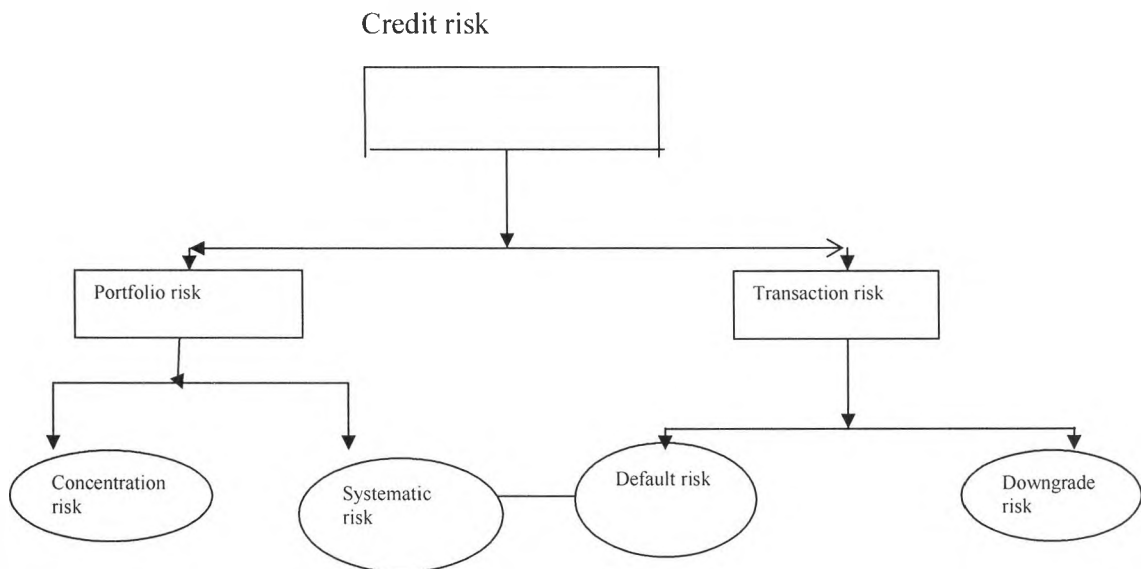 Credit risk
Portfolio risk
Transaction risk
Concentration
risk
Systematic
risk
Default risk
Downgrade
risk